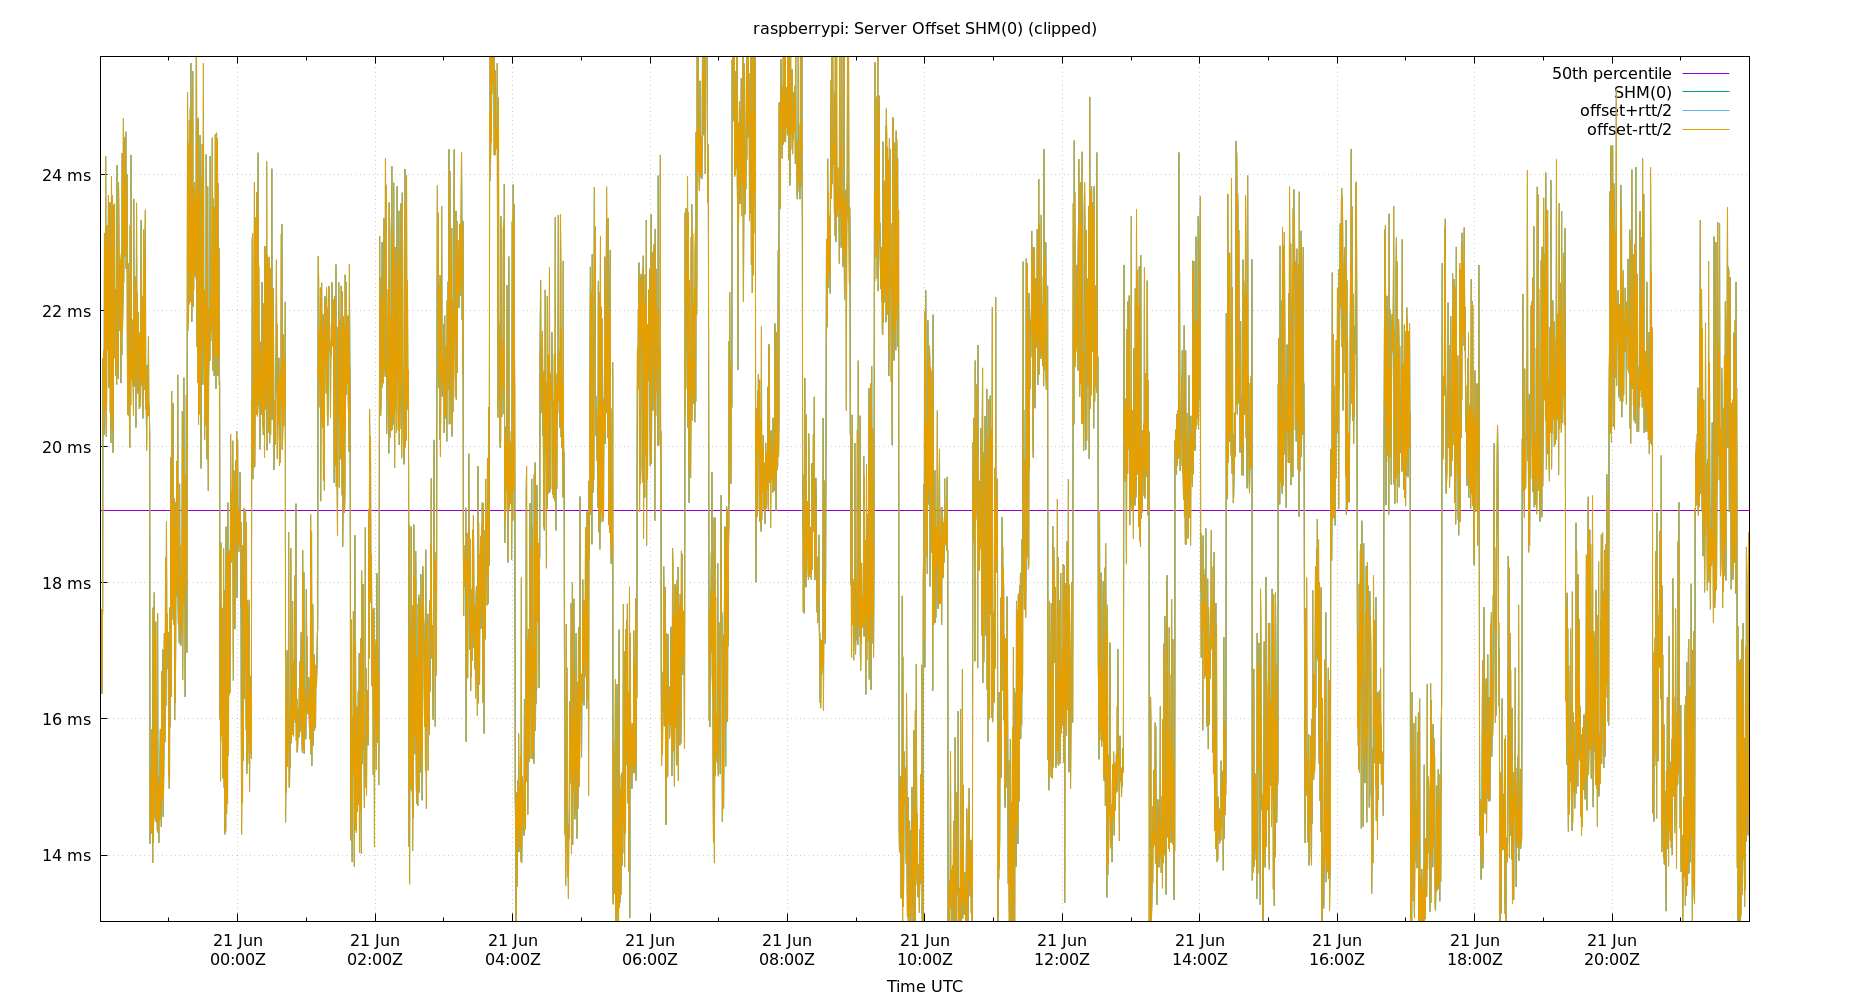 raspberrypi: Server Offset SHM(0) (clipped)
50th percentile
SHM(0)
offset+rtt/2
offset-rtt/2
24 ms
22 ms
20 ms
18 ms
16 ms
14 ms
21 Jun 21 Jun 21 Jun 21 Jun 21 Jun 21 Jun 21 Jun 21 Jun 21 Jun 21 Jun 21 Jun
00:00Z 02:00Z 04:00Z 06:00Z 08:00Z 10:00Z 12:00Z 14:00Z 16:00Z 18:00Z 20:00Z
Time UTC